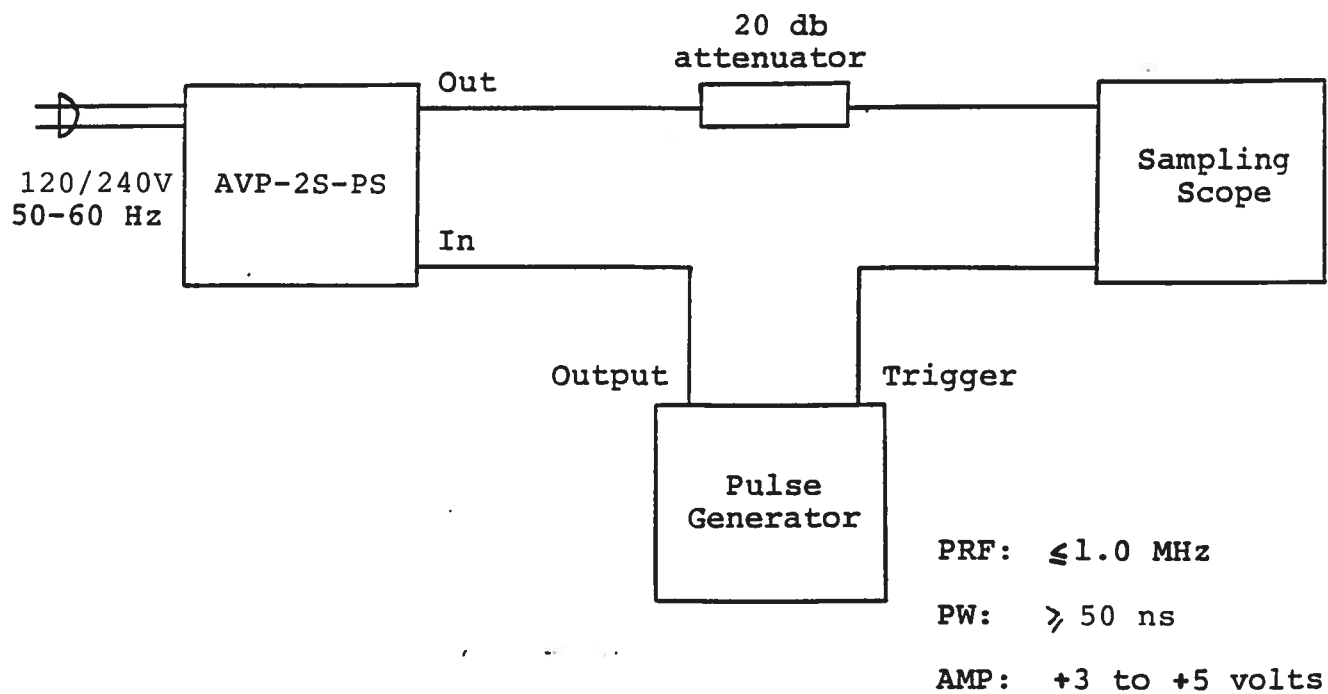 20 db
attenuator
Out
120/240V
50-60 Hz
AVP-2S-PS
Sampling
Scope
In
Output
Trigger
Pulse
Generator
PRF: ≤1.0 MHz
PW: ≥ 50 ns
AMP: +3 to +5 volts